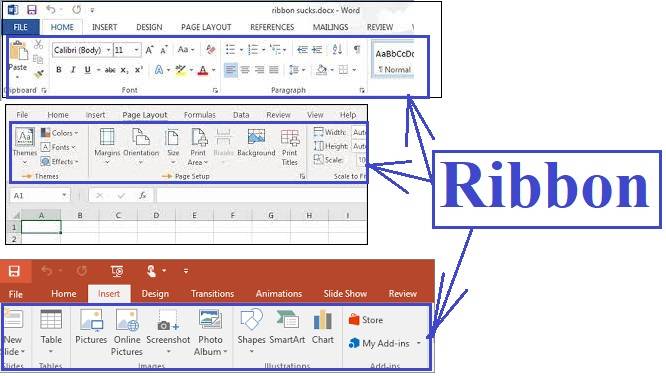 ribbon sucks.docx - Word
FILE HOME INSERT DESIGN PAGE LAYOUT REFERENCES MAILINGS REVIEW VIEW
Calibri (Body) 11 A A Aa AaBbCcDc
Paste B I U abc x₂ x² A A ¶ Normal
Clipboard Font Paragraph
File Home Insert Page Layout Formulas Data Review View Help
Aa Colors Width: Auto
Fonts Height: Auto
Themes Effects Margins Orientation Size Print Area Breaks Background Print Titles Scale: 10
Themes Page Setup Scale to Fi
Ribbon
A1 fx
A B C D E F G H I
1
2
File Home Insert Design Transitions Animations Slide Show Review
Store
New Slide Table Pictures Online Pictures Screenshot Photo Album Shapes SmartArt Chart My Add-ins
Slides Tables Images Illustrations Add-ins